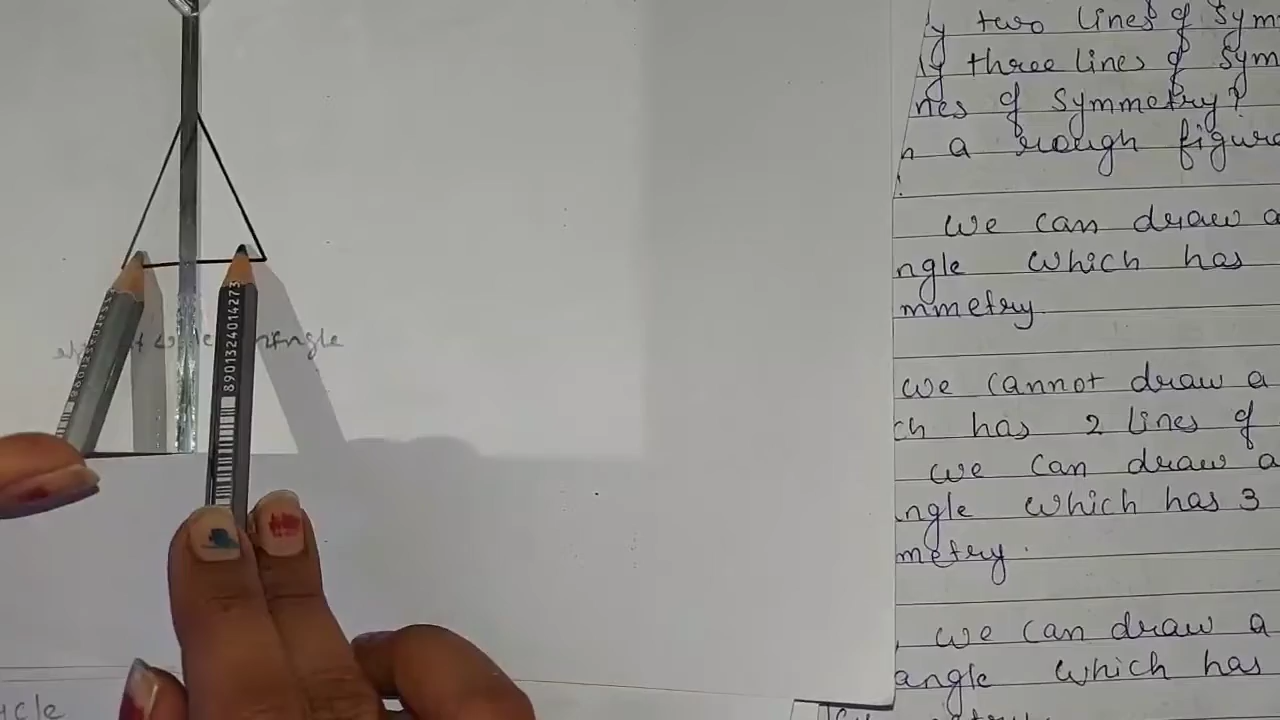 y two lines of Sym
ly three lines of Sym
nes of Symmetry?
h a rough figure
we can draw a
ngle which has
mmetry
we cannot draw a
ch has 2 lines of
we can draw a
ngle which has 3
metry.
, we can draw a
angle which has
8901324014273